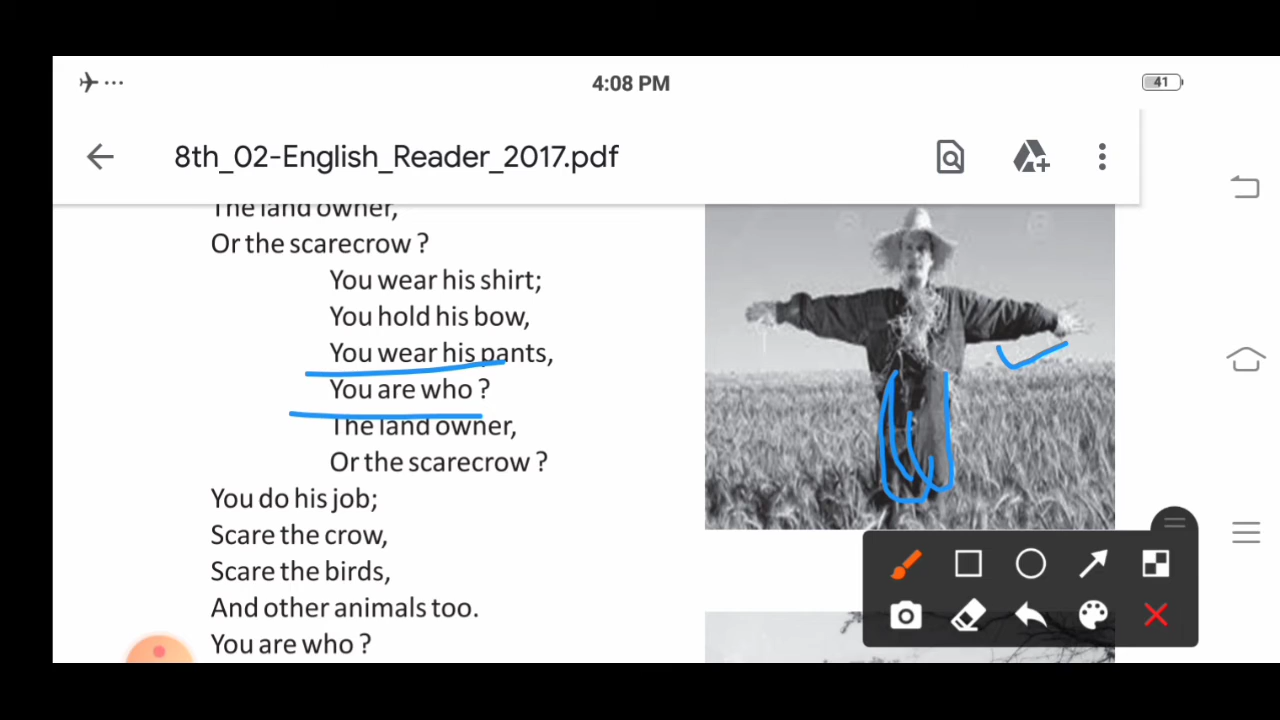 4:08 PM
41
8th_02-English_Reader_2017.pdf
The land owner,
Or the scarecrow ?
You wear his shirt;
You hold his bow,
You wear his pants,
You are who ?
The land owner,
Or the scarecrow ?
You do his job;
Scare the crow,
Scare the birds,
And other animals too.
You are who ?